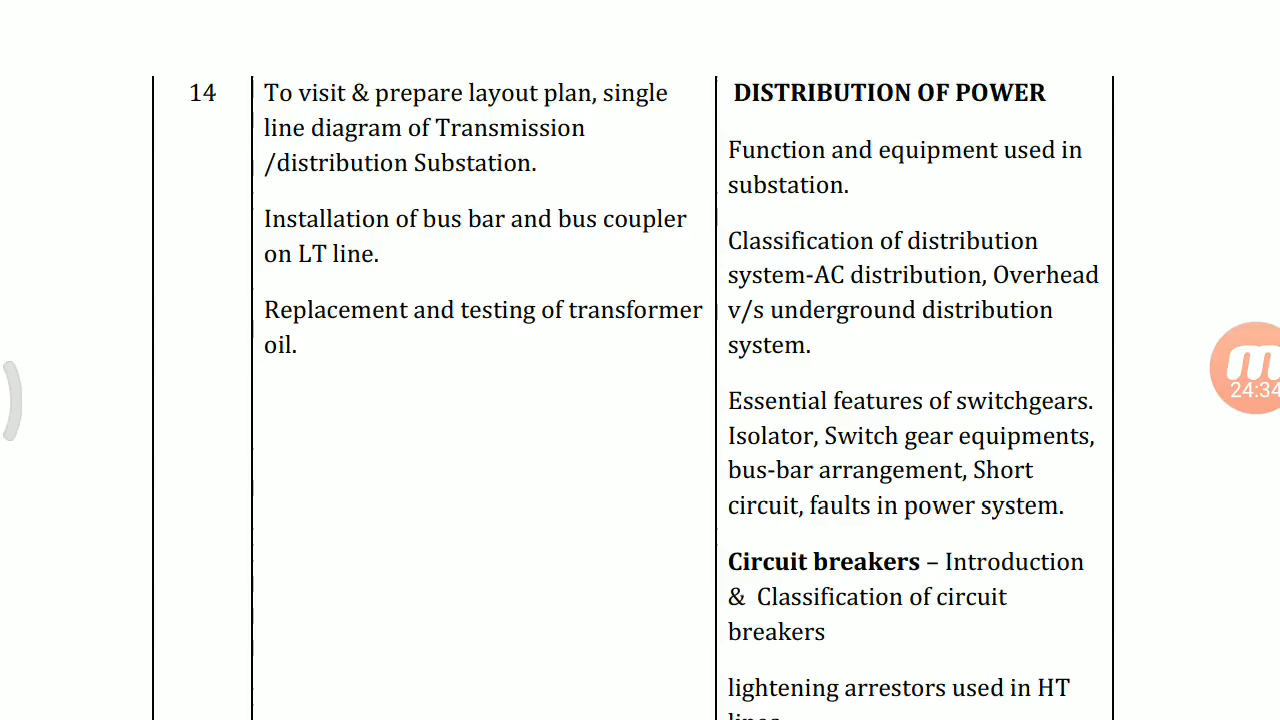 14
To visit & prepare layout plan, single
line diagram of Transmission
/distribution Substation.
Installation of bus bar and bus coupler
on LT line.
Replacement and testing of transformer
oil.
DISTRIBUTION OF POWER
Function and equipment used in
substation.
Classification of distribution
system-AC distribution, Overhead
v/s underground distribution
system.
Essential features of switchgears.
Isolator, Switch gear equipments,
bus-bar arrangement, Short
circuit, faults in power system.
Circuit breakers – Introduction
& Classification of circuit
breakers
lightening arrestors used in HT
lines
24:34